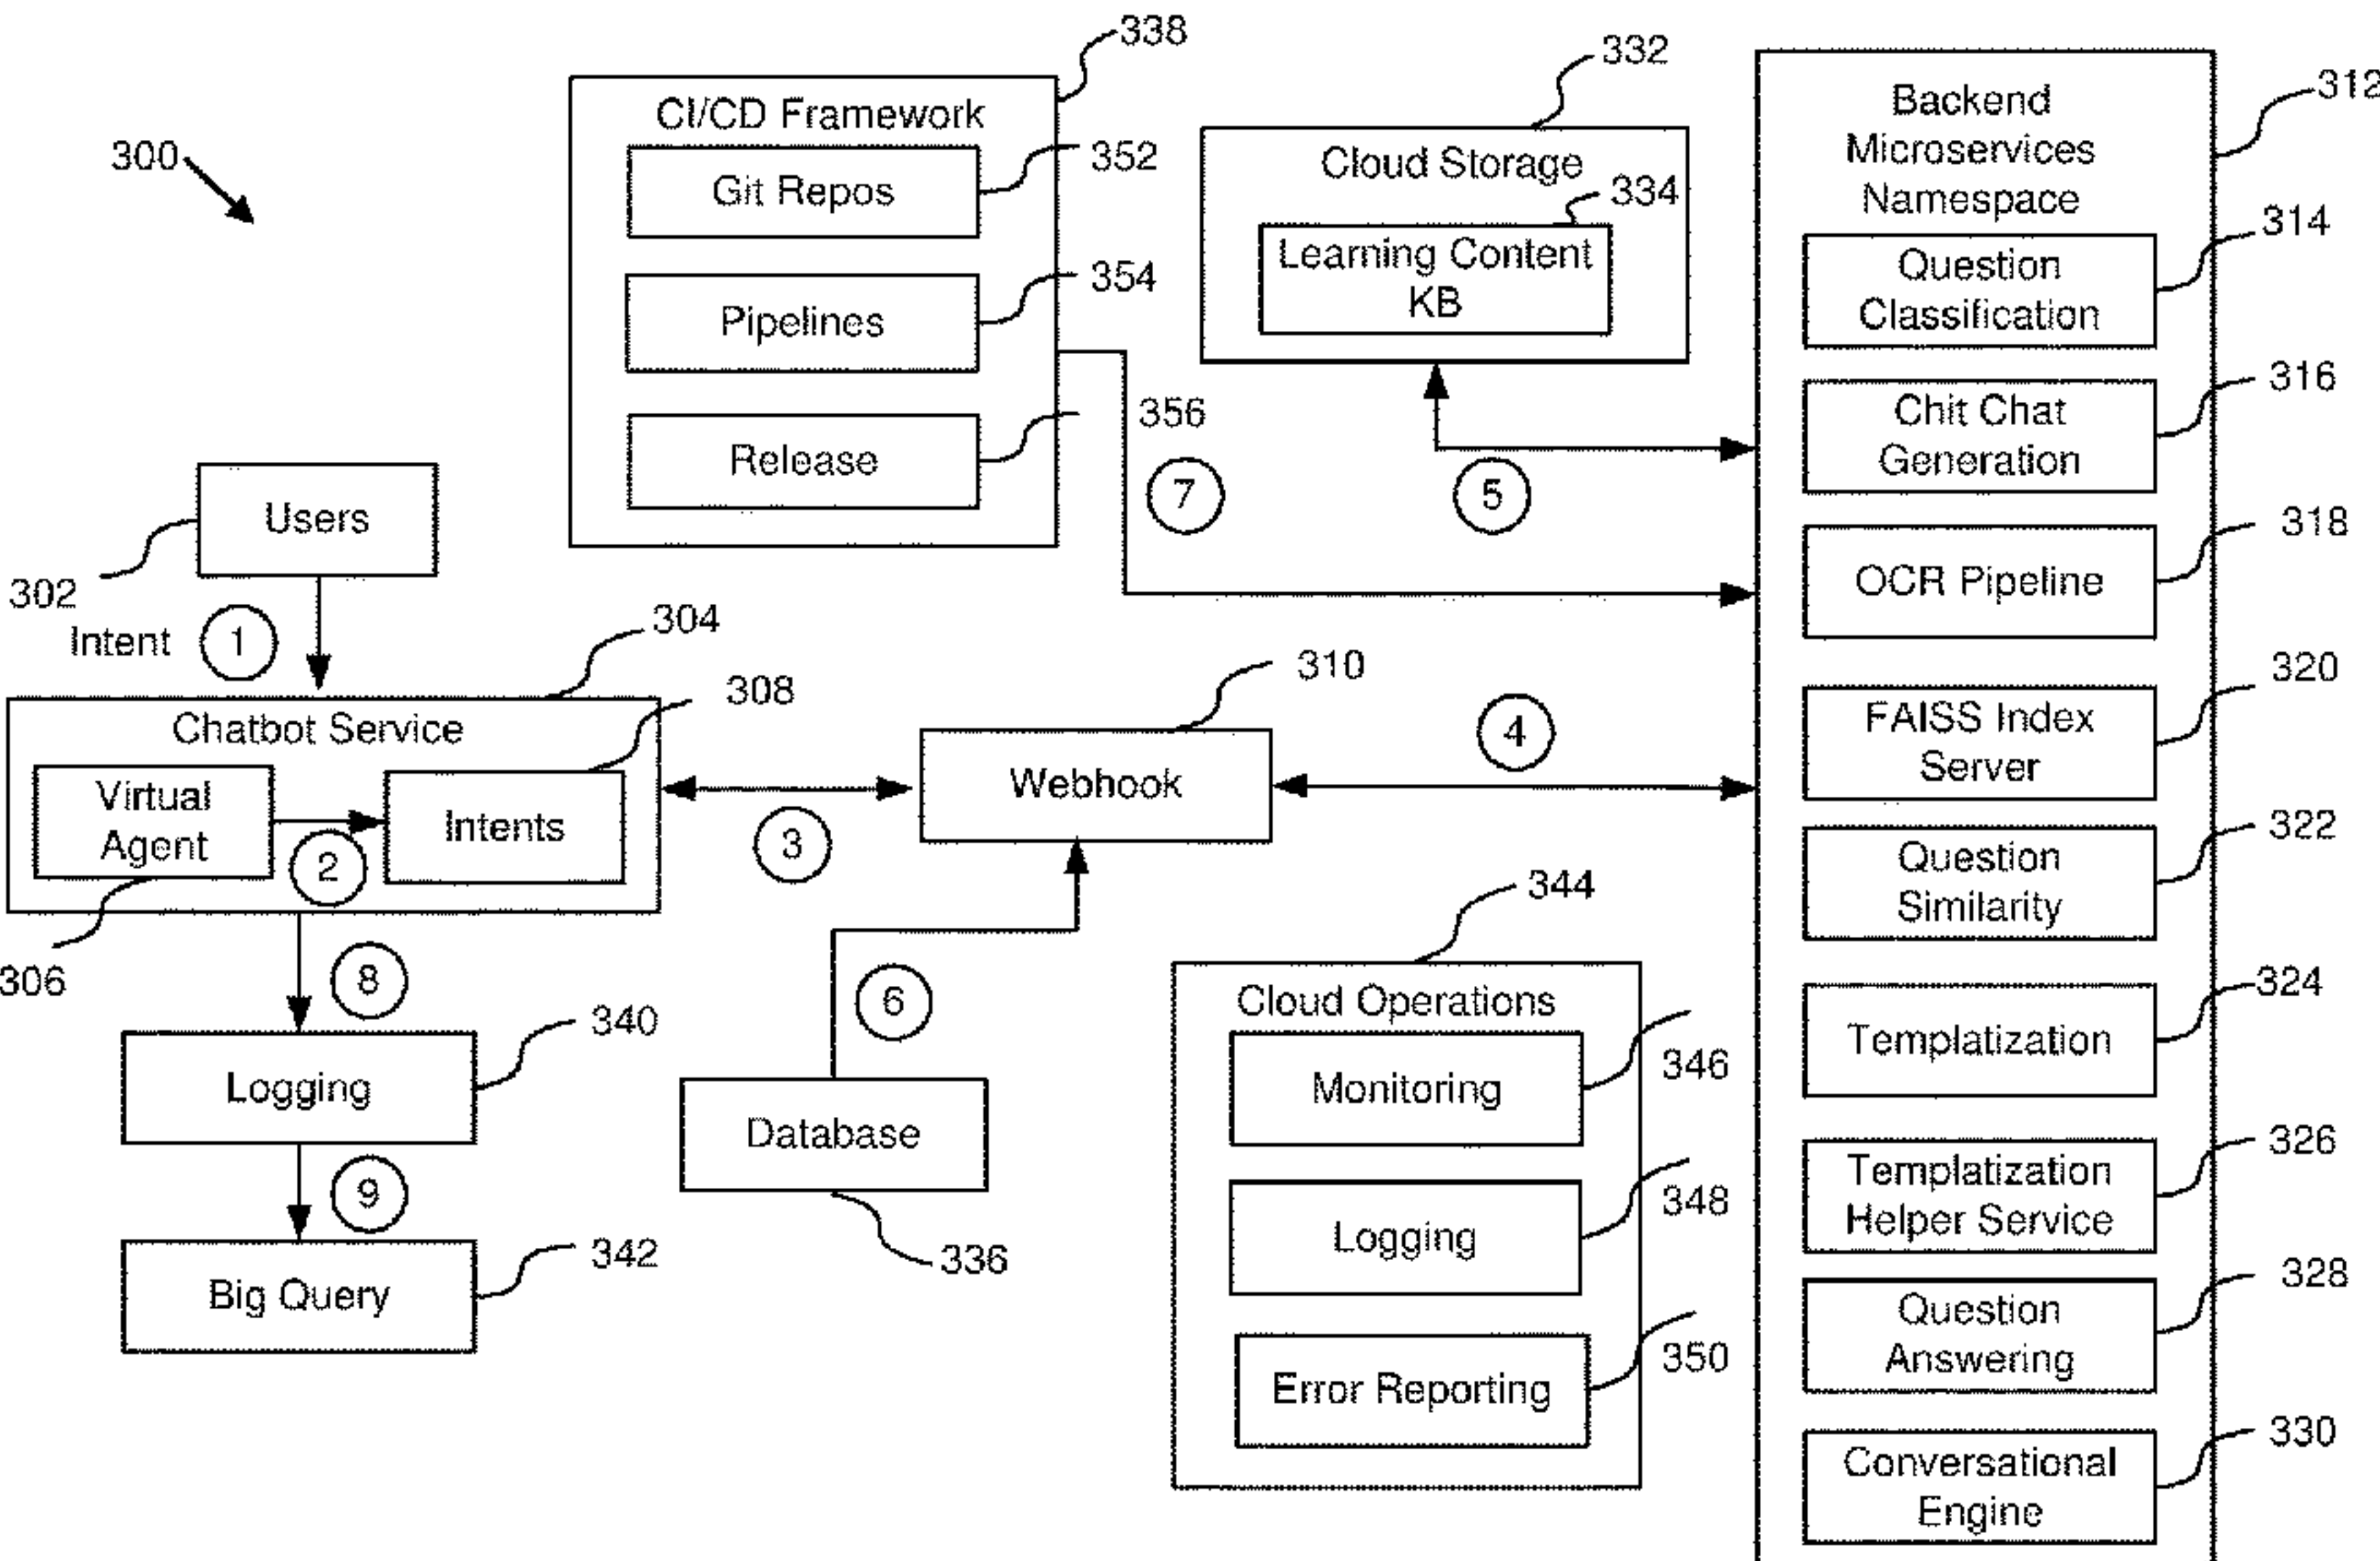 300
338
CI/CD Framework
352
Git Repos
354
Pipelines
356
Release
332
Cloud Storage
334
Learning Content
KB
312
Backend
Microservices
Namespace
314
Question
Classification
316
Chit Chat
Generation
318
OCR Pipeline
320
FAISS Index
Server
322
Question
Similarity
324
Templatization
326
Templatization
Helper Service
328
Question
Answering
330
Conversational
Engine
7
5
Users
302
Intent
1
304
Chatbot Service
308
Virtual
Agent
2
Intents
306
3
310
Webhook
4
8
340
Logging
9
342
Big Query
6
Database
336
344
Cloud Operations
346
Monitoring
348
Logging
350
Error Reporting